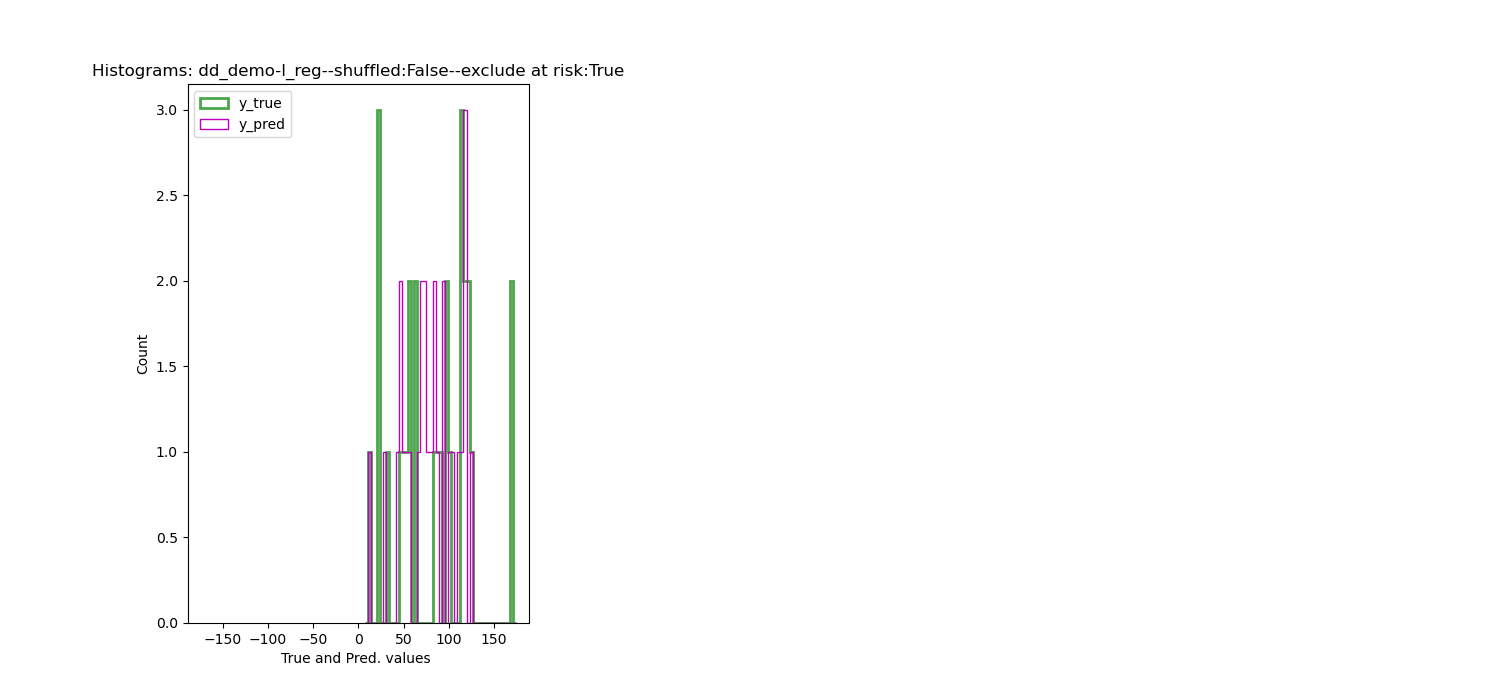 Histograms: dd_demo-l_reg--shuffled:False--exclude at risk:True
y_true
y_pred
3.0
2.5
2.0
1.5
1.0
0.5
0.0
Count
−150 −100 −50 0 50 100 150
True and Pred. values